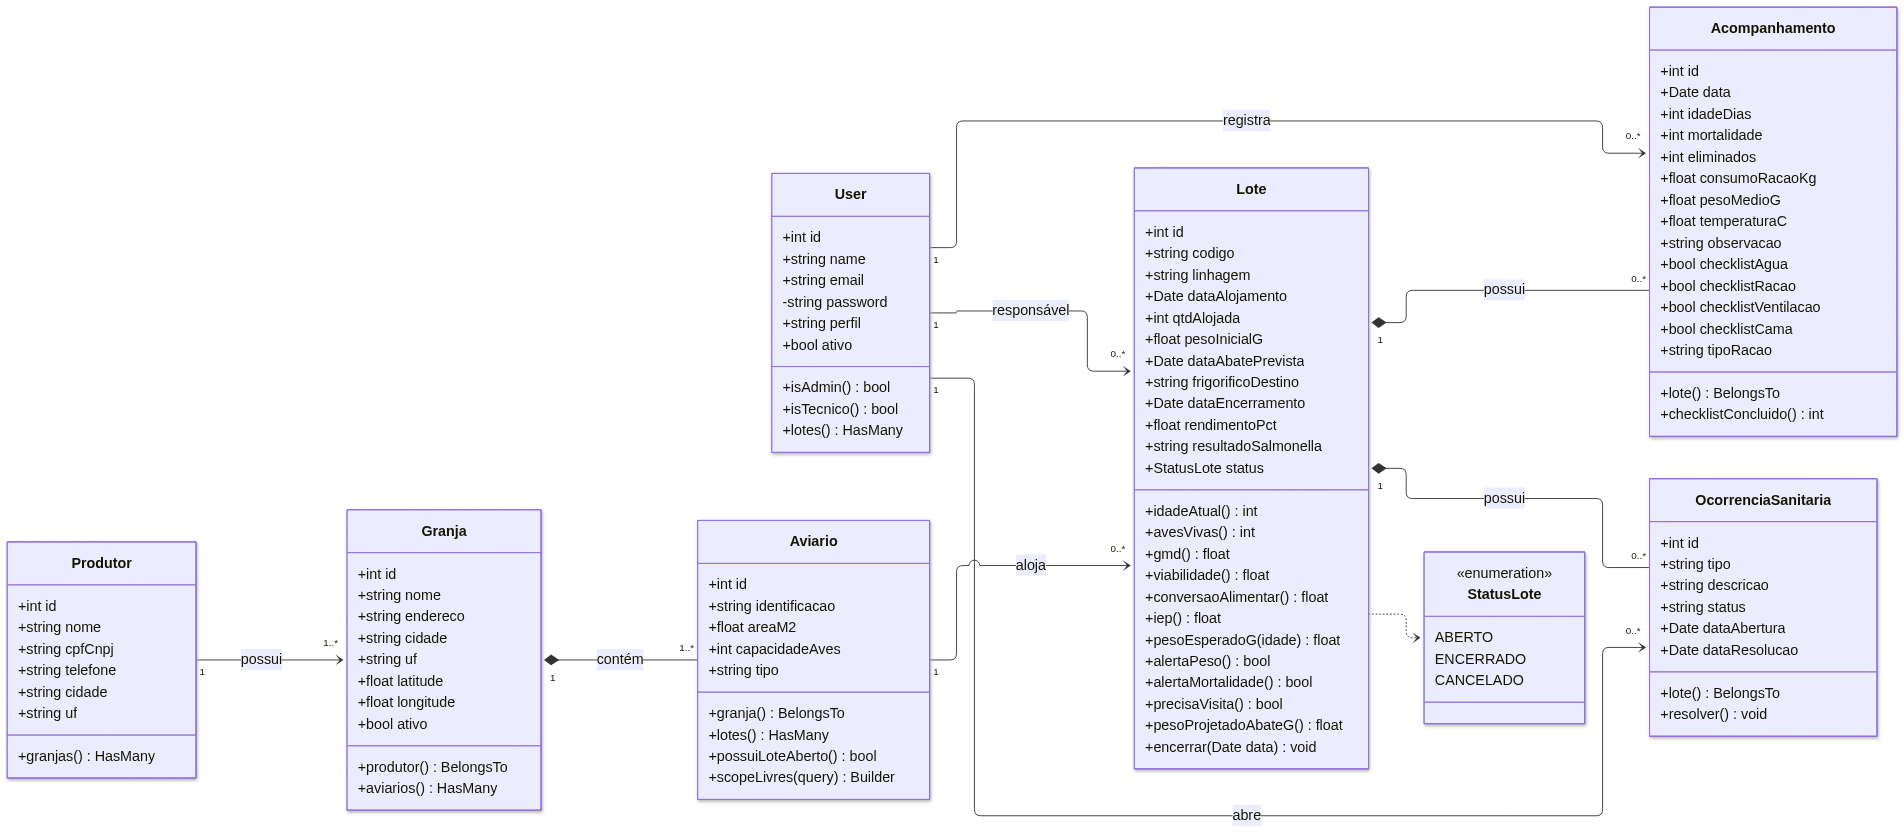 Produtor
+int id
+string nome
+string cpfCnpj
+string telefone
+string cidade
+string uf
+granjas() : HasMany
1
possui
1..*
Granja
+int id
+string nome
+string endereco
+string cidade
+string uf
+float latitude
+float longitude
+bool ativo
+produtor() : BelongsTo
+aviarios() : HasMany
1
contém
1..*
Aviario
+int id
+string identificacao
+float areaM2
+int capacidadeAves
+string tipo
+granja() : BelongsTo
+lotes() : HasMany
+possuiLoteAberto() : bool
+scopeLivres(query) : Builder
1
aloja
0..*
User
+int id
+string name
+string email
-string password
+string perfil
+bool ativo
+isAdmin() : bool
+isTecnico() : bool
+lotes() : HasMany
1
registra
0..*
1
responsável
0..*
1
abre
0..*
Lote
+int id
+string codigo
+string linhagem
+Date dataAlojamento
+int qtdAlojada
+float pesoInicialG
+Date dataAbatePrevista
+string frigorificoDestino
+Date dataEncerramento
+float rendimentoPct
+string resultadoSalmonella
+StatusLote status
+idadeAtual() : int
+avesVivas() : int
+gmd() : float
+viabilidade() : float
+conversaoAlimentar() : float
+iep() : float
+pesoEsperadoG(idade) : float
+alertaPeso() : bool
+alertaMortalidade() : bool
+precisaVisita() : bool
+pesoProjetadoAbateG() : float
+encerrar(Date data) : void
1
possui
0..*
1
possui
0..*
«enumeration»
StatusLote
ABERTO
ENCERRADO
CANCELADO
Acompanhamento
+int id
+Date data
+int idadeDias
+int mortalidade
+int eliminados
+float consumoRacaoKg
+float pesoMedioG
+float temperaturaC
+string observacao
+bool checklistAgua
+bool checklistRacao
+bool checklistVentilacao
+bool checklistCama
+string tipoRacao
+lote() : BelongsTo
+checklistConcluido() : int
OcorrenciaSanitaria
+int id
+string tipo
+string descricao
+string status
+Date dataAbertura
+Date dataResolucao
+lote() : BelongsTo
+resolver() : void